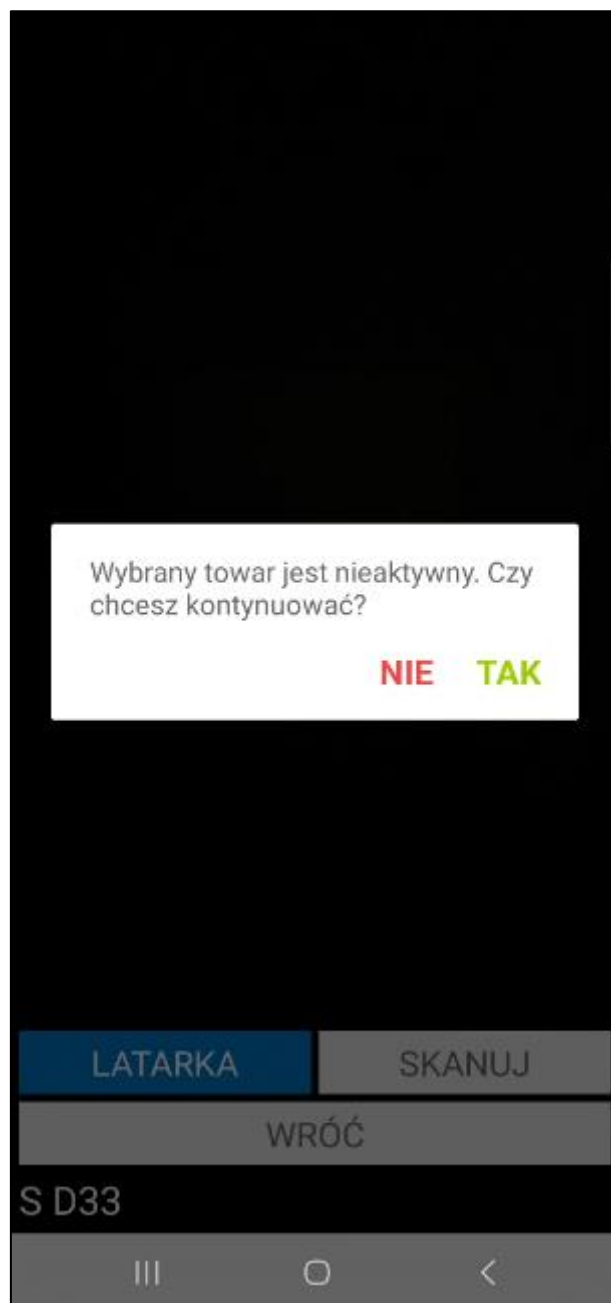 Wybrany towar jest nieaktywny. Czy
chcesz kontynuować?
NIE TAK
LATARKA SKANUJ
WRÓĆ
S D33